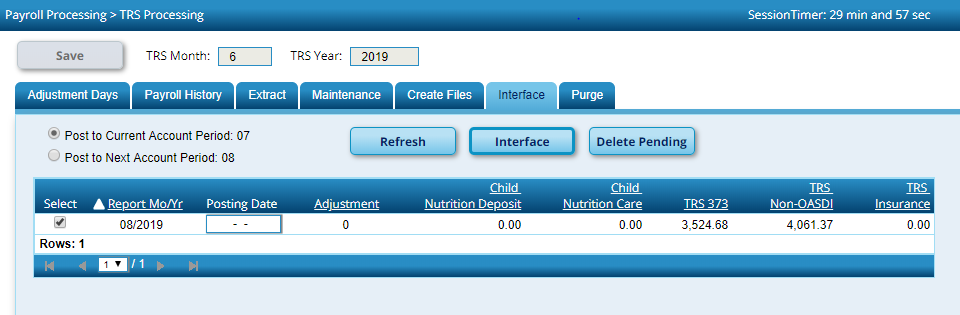 Payroll Processing > TRS Processing SessionTimer: 29 min and 57 sec
Save TRS Month: 6 TRS Year: 2019
Adjustment Days Payroll History Extract Maintenance Create Files Interface Purge
Post to Current Account Period: 07
Post to Next Account Period: 08
Refresh Interface Delete Pending
Child Child TRS TRS
Select Report Mo/Yr Posting Date Adjustment Nutrition Deposit Nutrition Care TRS 373 Non-OASDI Insurance
08/2019 - - 0 0.00 0.00 3,524.68 4,061.37 0.00
Rows: 1
1 / 1